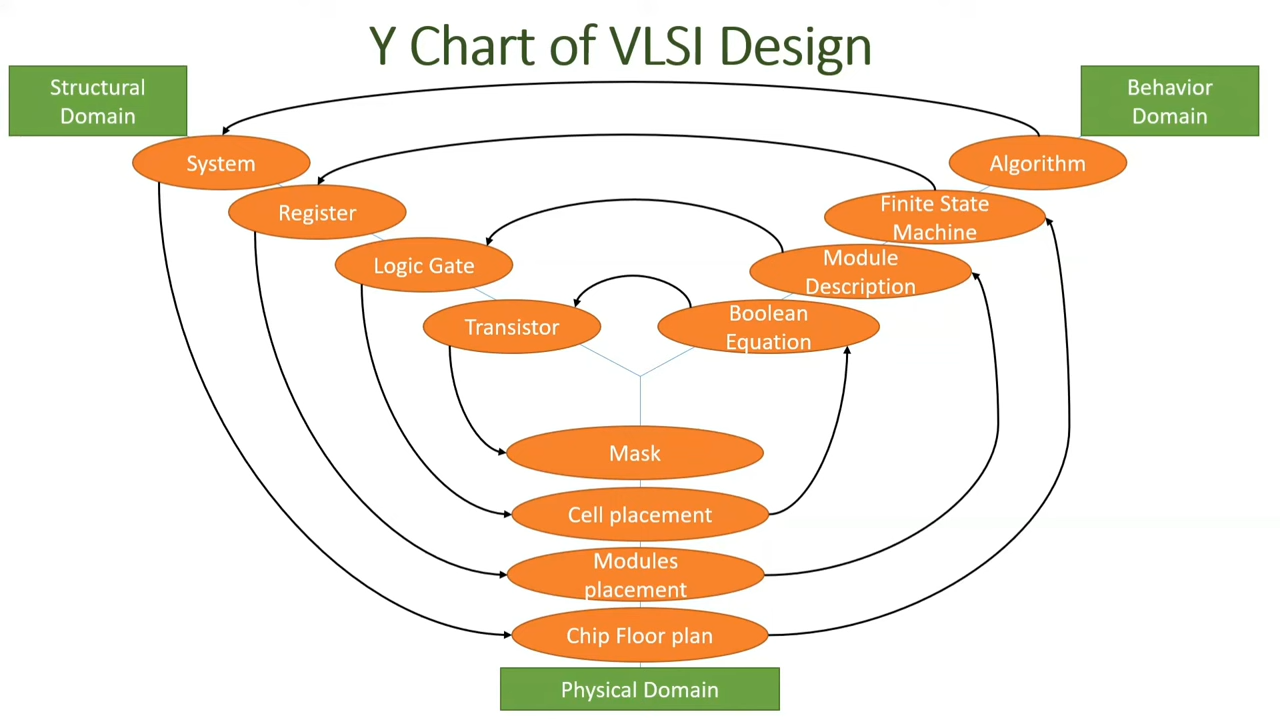 Y Chart of VLSI Design
Structural
Domain
Behavior
Domain
System
Algorithm
Register
Finite State
Machine
Logic Gate
Module
Description
Transistor
Boolean
Equation
Mask
Cell placement
Modules
placement
Chip Floor plan
Physical Domain